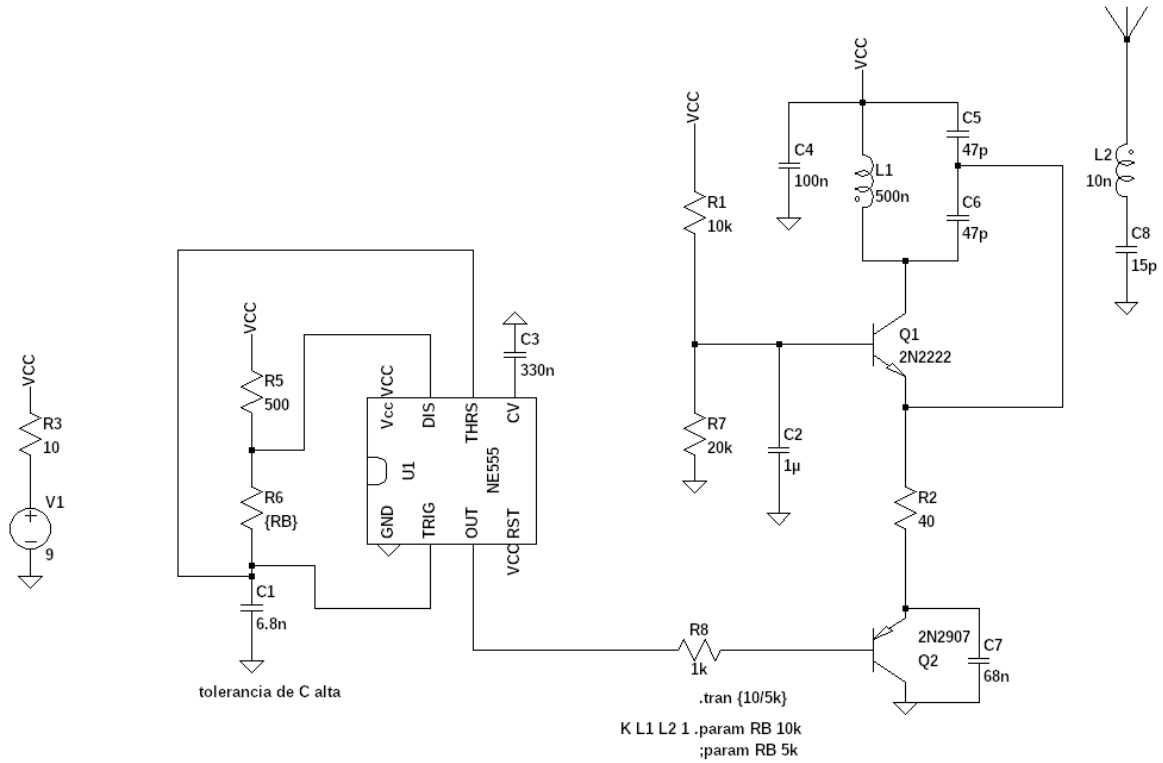 VCC
R3
10
V1
9
VCC
R5
500
R6
{RB}
C1
6.8n
tolerancia de C alta
C3
330n
VCC
Vcc
DIS
THRS
CV
U1
NE555
GND
TRIG
OUT
RST
VCC
R8
1k
.tran {10/5k}
K L1 L2 1 .param RB 10k
;param RB 5k
VCC
R1
10k
R7
20k
C2
1µ
VCC
C4
100n
L1
500n
C5
47p
C6
47p
Q1
2N2222
R2
40
2N2907
Q2
C7
68n
L2
10n
C8
15p